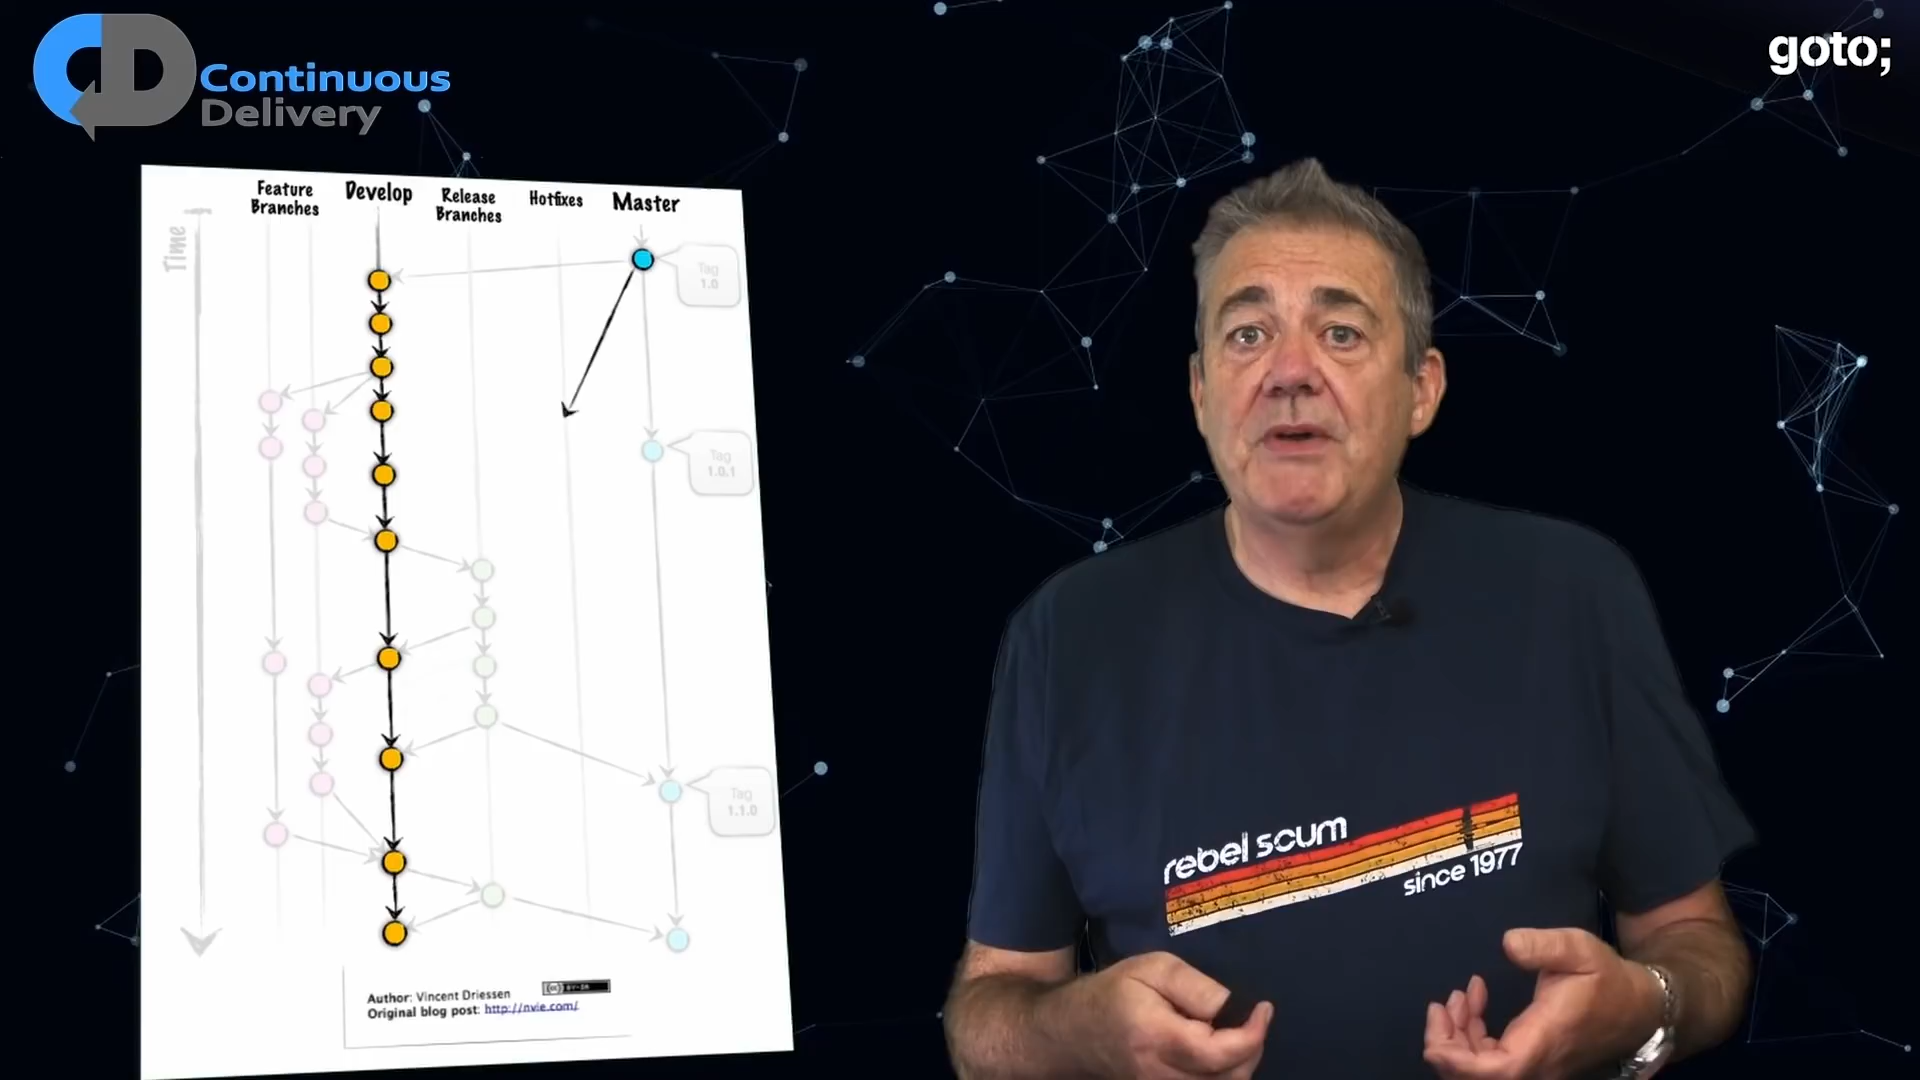 CD Continuous
Delivery
goto;
Feature
Branches
Develop
Release
Branches
Hotfixes
Master
Time
Tag
1.0
Tag
1.0.1
Tag
1.1.0
Author: Vincent Driessen
Original blog post: http://nvie.com/
rebel scum
since 1977